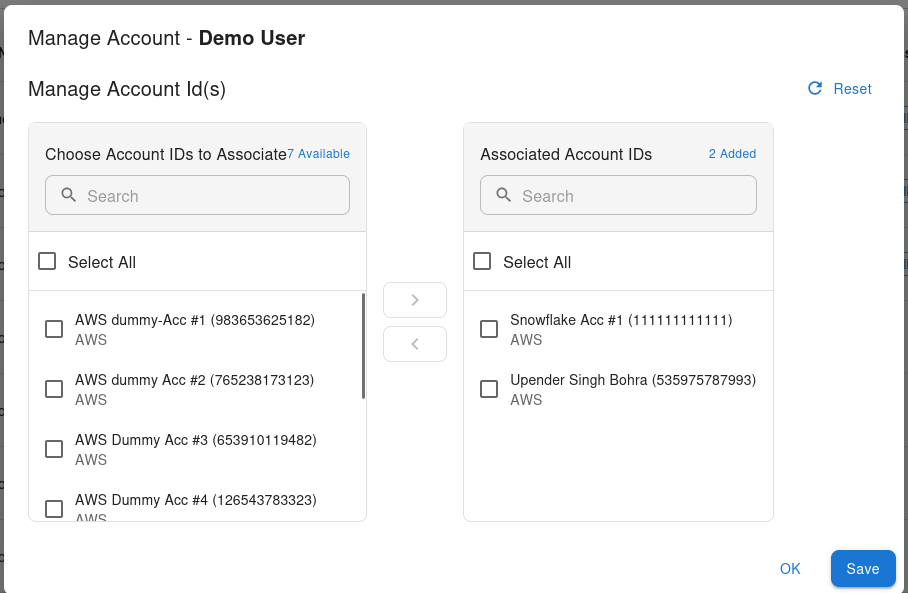 Manage Account - Demo User
Manage Account Id(s)
Reset
Choose Account IDs to Associate 7 Available
Search
Select All
AWS dummy-Acc #1 (983653625182)
AWS
AWS dummy Acc #2 (765238173123)
AWS
AWS Dummy Acc #3 (653910119482)
AWS
AWS Dummy Acc #4 (126543783323)
AWS
Associated Account IDs 2 Added
Search
Select All
Snowflake Acc #1 (111111111111)
AWS
Upender Singh Bohra (535975787993)
AWS
OK
Save